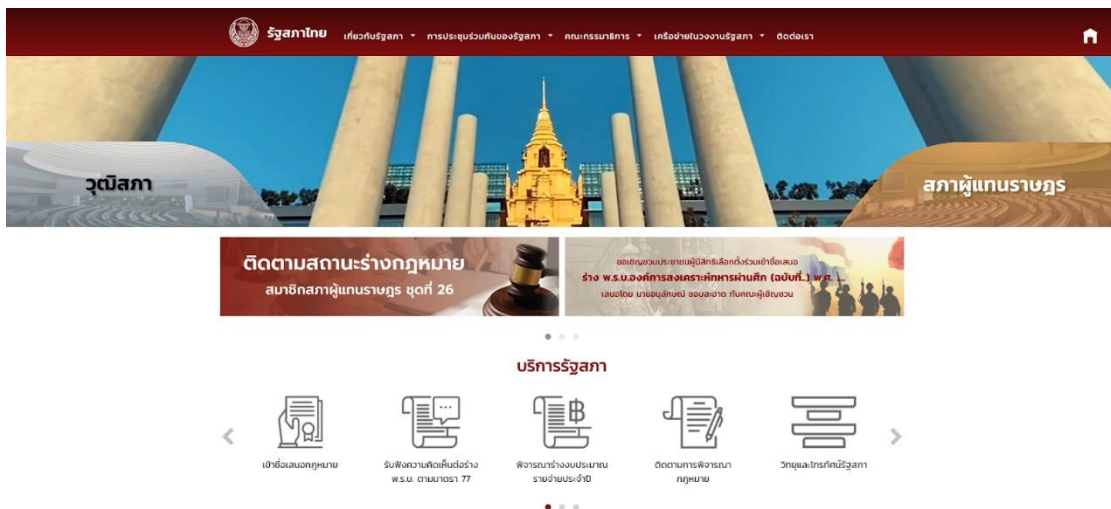 รัฐสภาไทย เกี่ยวกับรัฐสภา การประชุมร่วมกันของรัฐสภา คณะกรรมาธิการ เครือข่ายในวงงานรัฐสภา ติดต่อเรา
วุฒิสภา
สภาผู้แทนราษฎร
ติดตามสถานะร่างกฎหมาย
สมาชิกสภาผู้แทนราษฎร ชุดที่ 26
ขอเชิญชวนประชาชนผู้มีสิทธิเลือกตั้งร่วมเข้าชื่อเสนอ
ร่าง พ.ร.บ.องค์การสงเคราะห์ทหารผ่านศึก (ฉบับที่..) พ.ศ. ....
เสนอโดย นายอนุลักษณ์ ชอบสะอาด กับคณะผู้เชิญชวน
บริการรัฐสภา
เข้าชื่อเสนอกฎหมาย
รับฟังความคิดเห็นต่อร่าง
พ.ร.บ. ตามมาตรา 77
พิจารณาร่างงบประมาณ
รายจ่ายประจำปี
ติดตามการพิจารณา
กฎหมาย
วิทยุและโทรทัศน์รัฐสภา